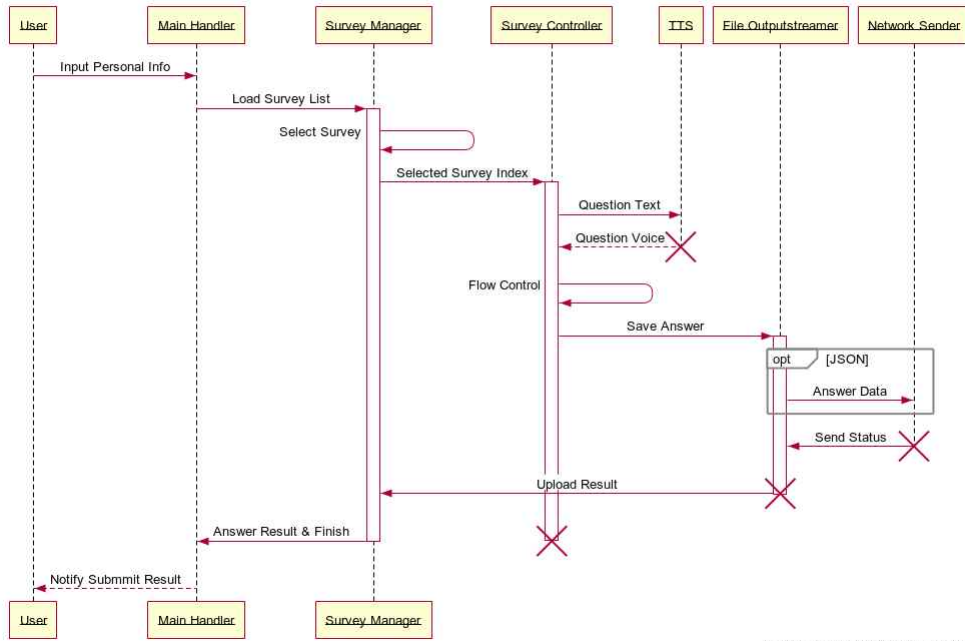 User
Main Handler
Survey Manager
Survey Controller
TTS
File Outputstreamer
Network Sender
Input Personal Info
Load Survey List
Select Survey
Selected Survey Index
Question Text
Question Voice
Flow Control
Save Answer
opt
[JSON]
Answer Data
Send Status
Upload Result
Answer Result & Finish
Notify Submmit Result
User
Main Handler
Survey Manager